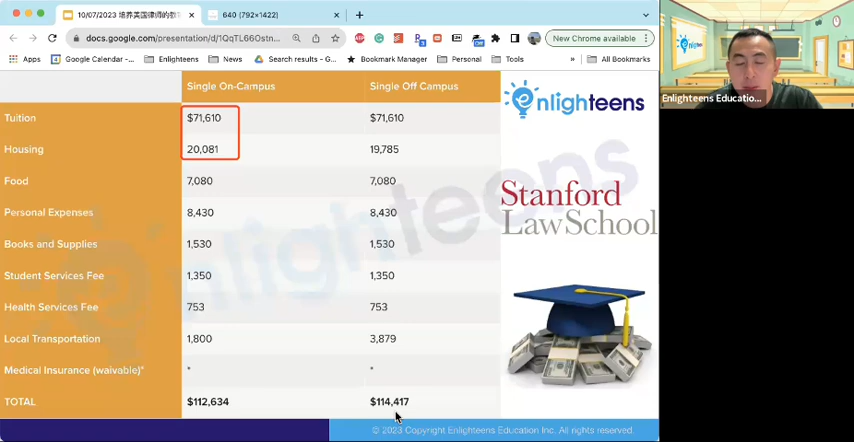 10/07/2023 培养美国律师的教
640 (792×1422)
docs.google.com/presentation/d/1QqTL66Ostn...
New Chrome available
Apps
Bookmarks
Google Calendar -...
Enlighteens
News
Search results - G...
Bookmark Manager
Personal
Tools
»
All Bookmarks
Single On-Campus
Single Off Campus
Tuition
$71,610
$71,610
Housing
20,081
19,785
Food
7,080
7,080
Personal Expenses
8,430
8,430
Books and Supplies
1,530
1,530
Student Services Fee
1,350
1,350
Health Services Fee
753
753
Local Transportation
1,800
3,879
Medical Insurance (waivable)*
*
*
TOTAL
$112,634
$114,417
enlighteens
enlighteens
Stanford
Law School
© 2023 Copyright Enlighteens Education Inc. All rights reserved.
Enlighteens Educatio...